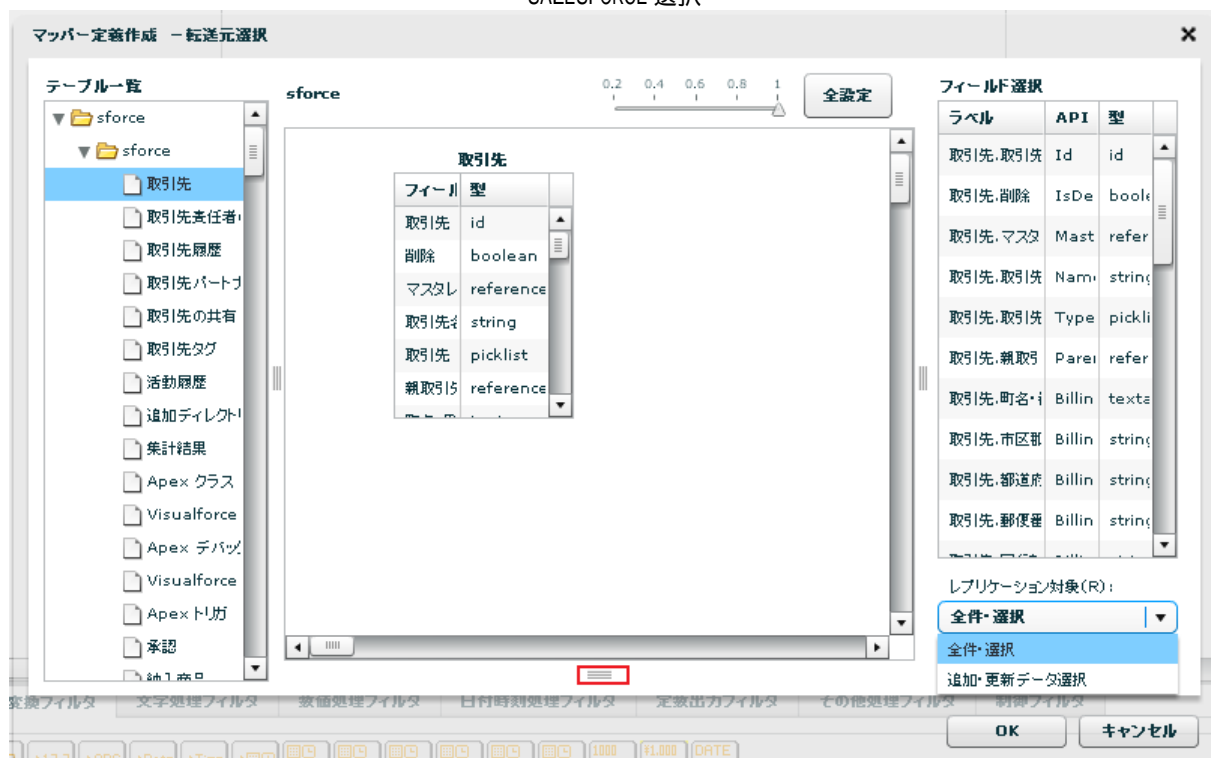 SALESFORCE 選択
マッパー定義作成 －転送元選択
テーブル一覧
sforce
sforce
取引先
取引先責任者
取引先履歴
取引先パートナ
取引先の共有
取引先タグ
活動履歴
追加ディレクトリ
集計結果
Apex クラス
Visualforce
Apex デバッグ
Visualforce
Apex トリガ
承認
納入商品
sforce
0.2 0.4 0.6 0.8 1
全設定
取引先
フィール 型
取引先 id
削除 boolean
マスタレ reference
取引先名 string
取引先 picklist
親取引先 reference
フィールド選択
ラベル API 型
取引先.取引先 Id id
取引先.削除 IsDe boole
取引先.マスタ Mast refer
取引先.取引先 Nam string
取引先.取引先 Type pickli
取引先.親取引 Paren refer
取引先.町名・ Billin texta
取引先.市区郡 Billin string
取引先.都道府 Billin string
取引先.郵便番 Billin string
レプリケーション対象(R):
全件・選択
全件・選択
追加・更新データ選択
変換フィルタ 文字処理フィルタ 数値処理フィルタ 日付時刻処理フィルタ 定数出力フィルタ その他処理フィルタ 制御フィルタ
OK キャンセル
1000 ¥1,000 DATE